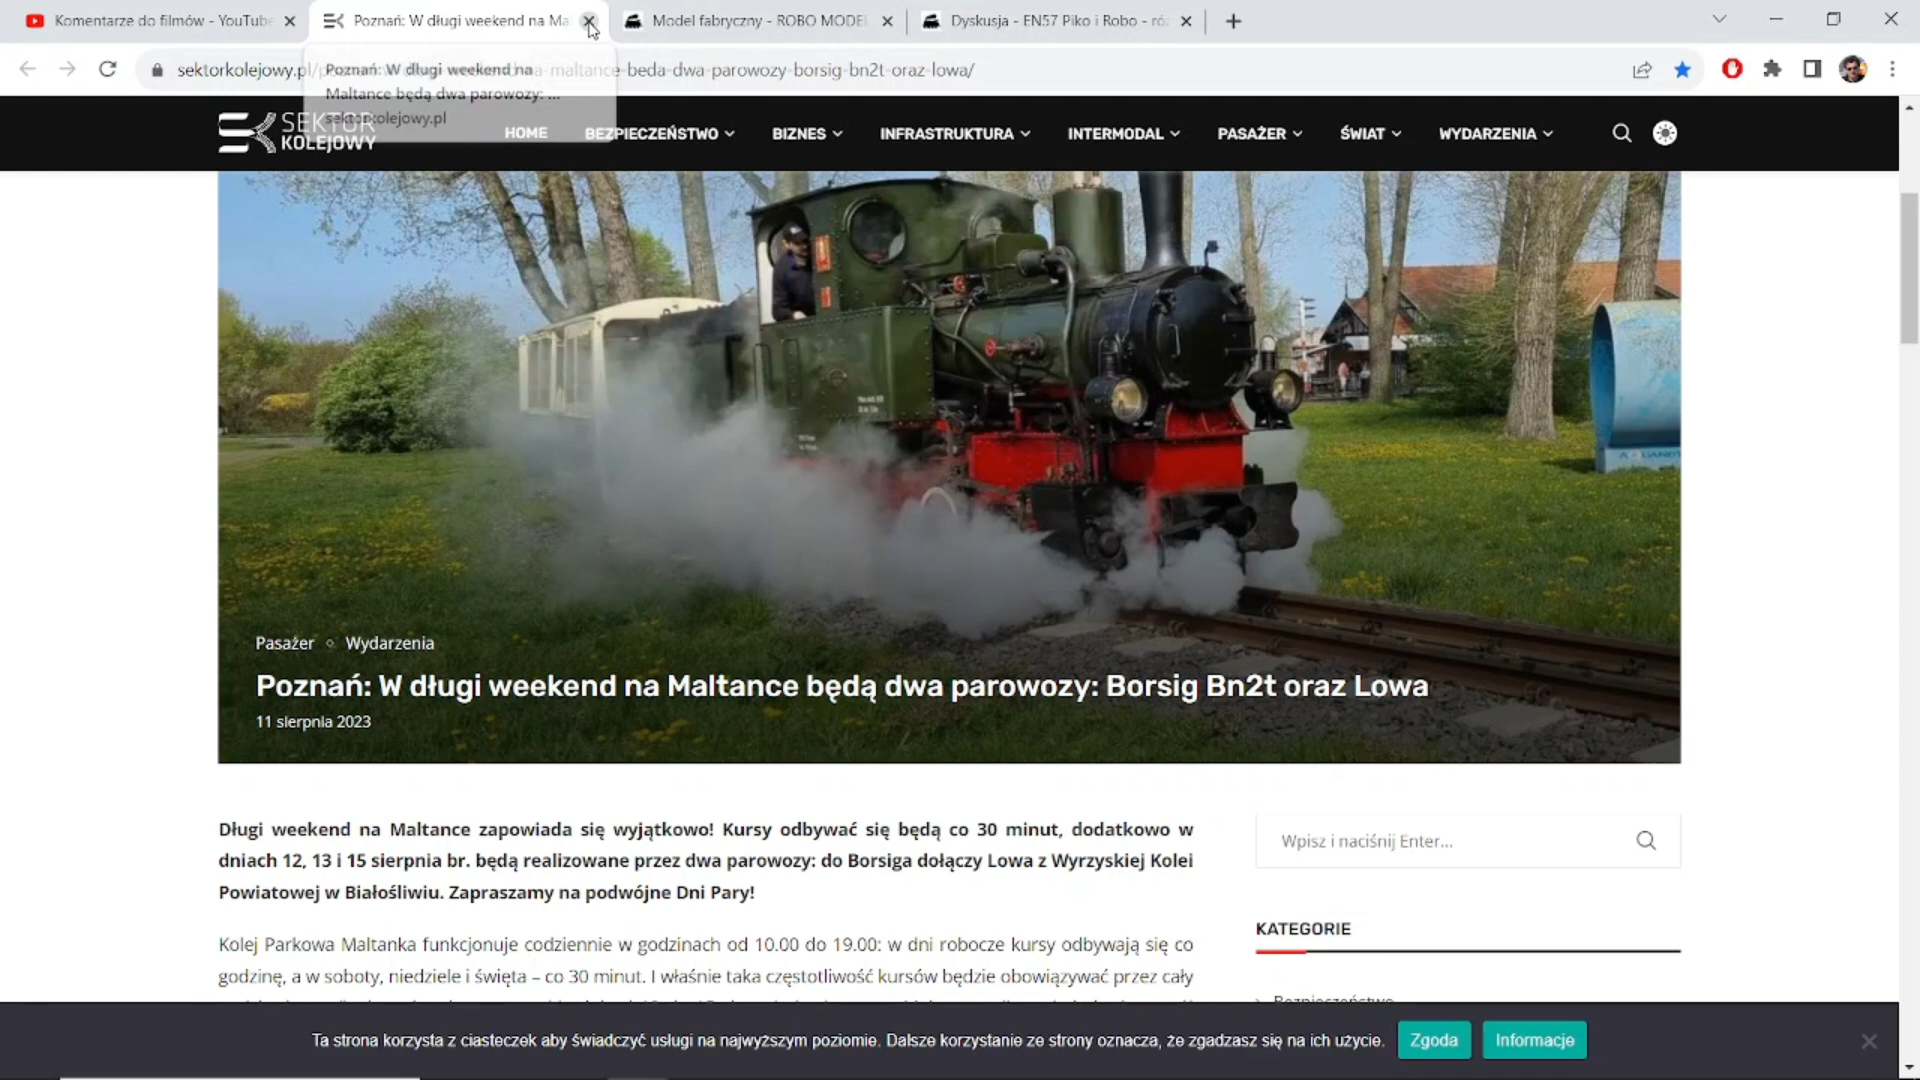 Komentarze do filmów - YouTube
Poznań: W długi weekend na Ma
Model fabryczny - ROBO MODEL
Dyskusja - EN57 Piko i Robo - ró
sektorkolejowy.pl/
-maltance-beda-dwa-parowozy-borsig-bn2t-oraz-lowa/
Poznań: W długi weekend na
Maltance będą dwa parowozy: ...
sektorkolejowy.pl
SEKTOR
KOLEJOWY
HOME
BEZPIECZEŃSTWO
BIZNES
INFRASTRUKTURA
INTERMODAL
PASAŻER
ŚWIAT
WYDARZENIA
Pasażer
Wydarzenia
Poznań: W długi weekend na Maltance będą dwa parowozy: Borsig Bn2t oraz Lowa
11 sierpnia 2023
Długi weekend na Maltance zapowiada się wyjątkowo! Kursy odbywać się będą co 30 minut, dodatkowo w
dniach 12, 13 i 15 sierpnia br. będą realizowane przez dwa parowozy: do Borsiga dołączy Lowa z Wyrzyskiej Kolei
Powiatowej w Białośliwiu. Zapraszamy na podwójne Dni Pary!
Kolej Parkowa Maltanka funkcjonuje codziennie w godzinach od 10.00 do 19.00: w dni robocze kursy odbywają się co
godzinę, a w soboty, niedziele i święta – co 30 minut. I właśnie taka częstotliwość kursów będzie obowiązywać przez cały
Wpisz i naciśnij Enter...
KATEGORIE
Bezpieczeństwo
Ta strona korzysta z ciasteczek aby świadczyć usługi na najwyższym poziomie. Dalsze korzystanie ze strony oznacza, że zgadzasz się na ich użycie.
Zgoda
Informacje